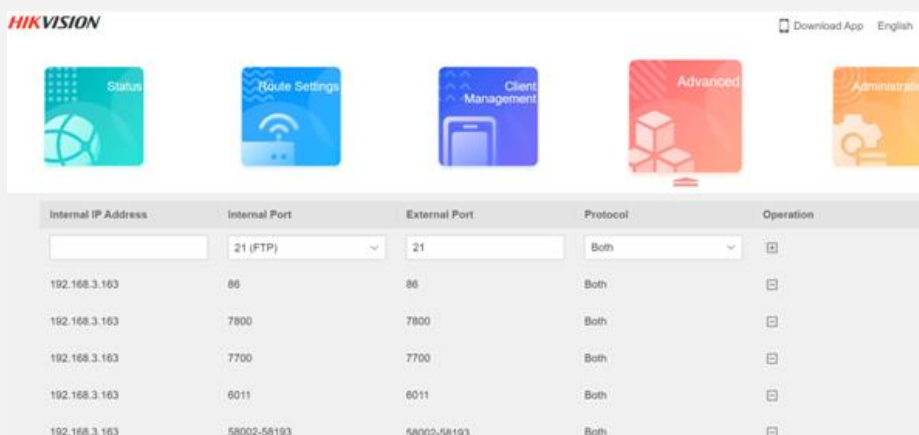 HIKVISION
Download App English
Status
Route Settings
Client
Management
Advanced
Internal IP Address Internal Port External Port Protocol Operation
21 (FTP) 21 Both
192.168.3.163 86 86 Both
192.168.3.163 7800 7800 Both
192.168.3.163 7700 7700 Both
192.168.3.163 6011 6011 Both
192.168.3.163 58002-58193 58002-58193 Both